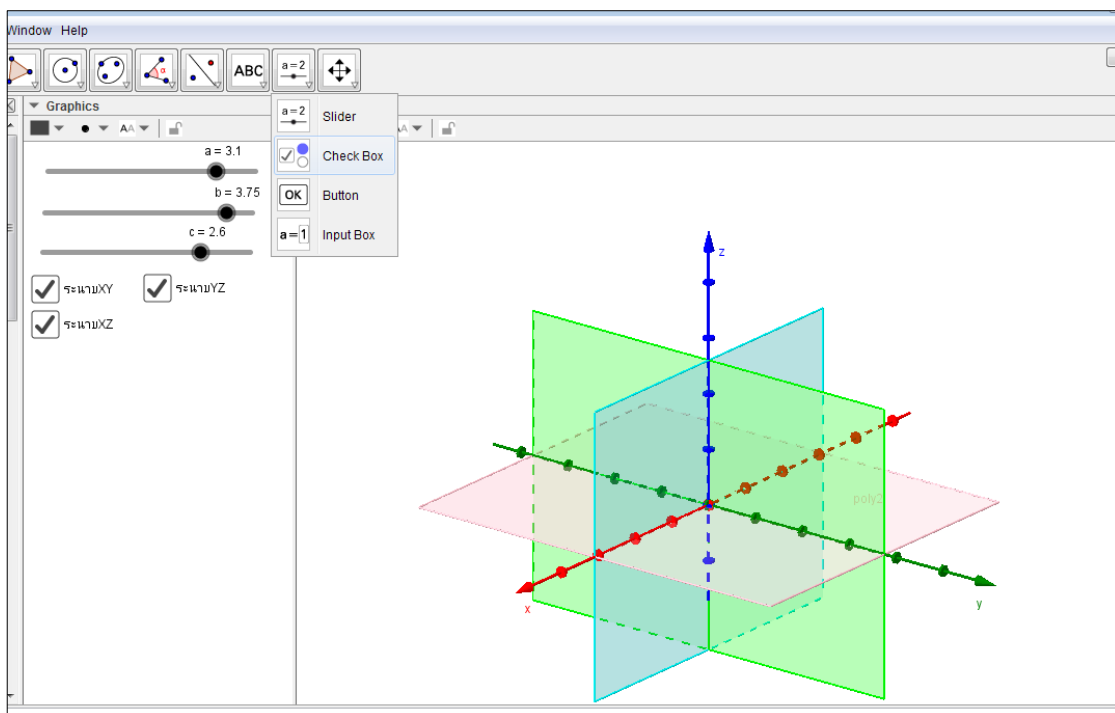 Window Help
ABC
a=2
Graphics
AA
AA
a=2 Slider
Check Box
OK Button
a=1 Input Box
a = 3.1
b = 3.75
c = 2.6
ระนาบXY
ระนาบYZ
ระนาบXZ
z
poly2
x
y